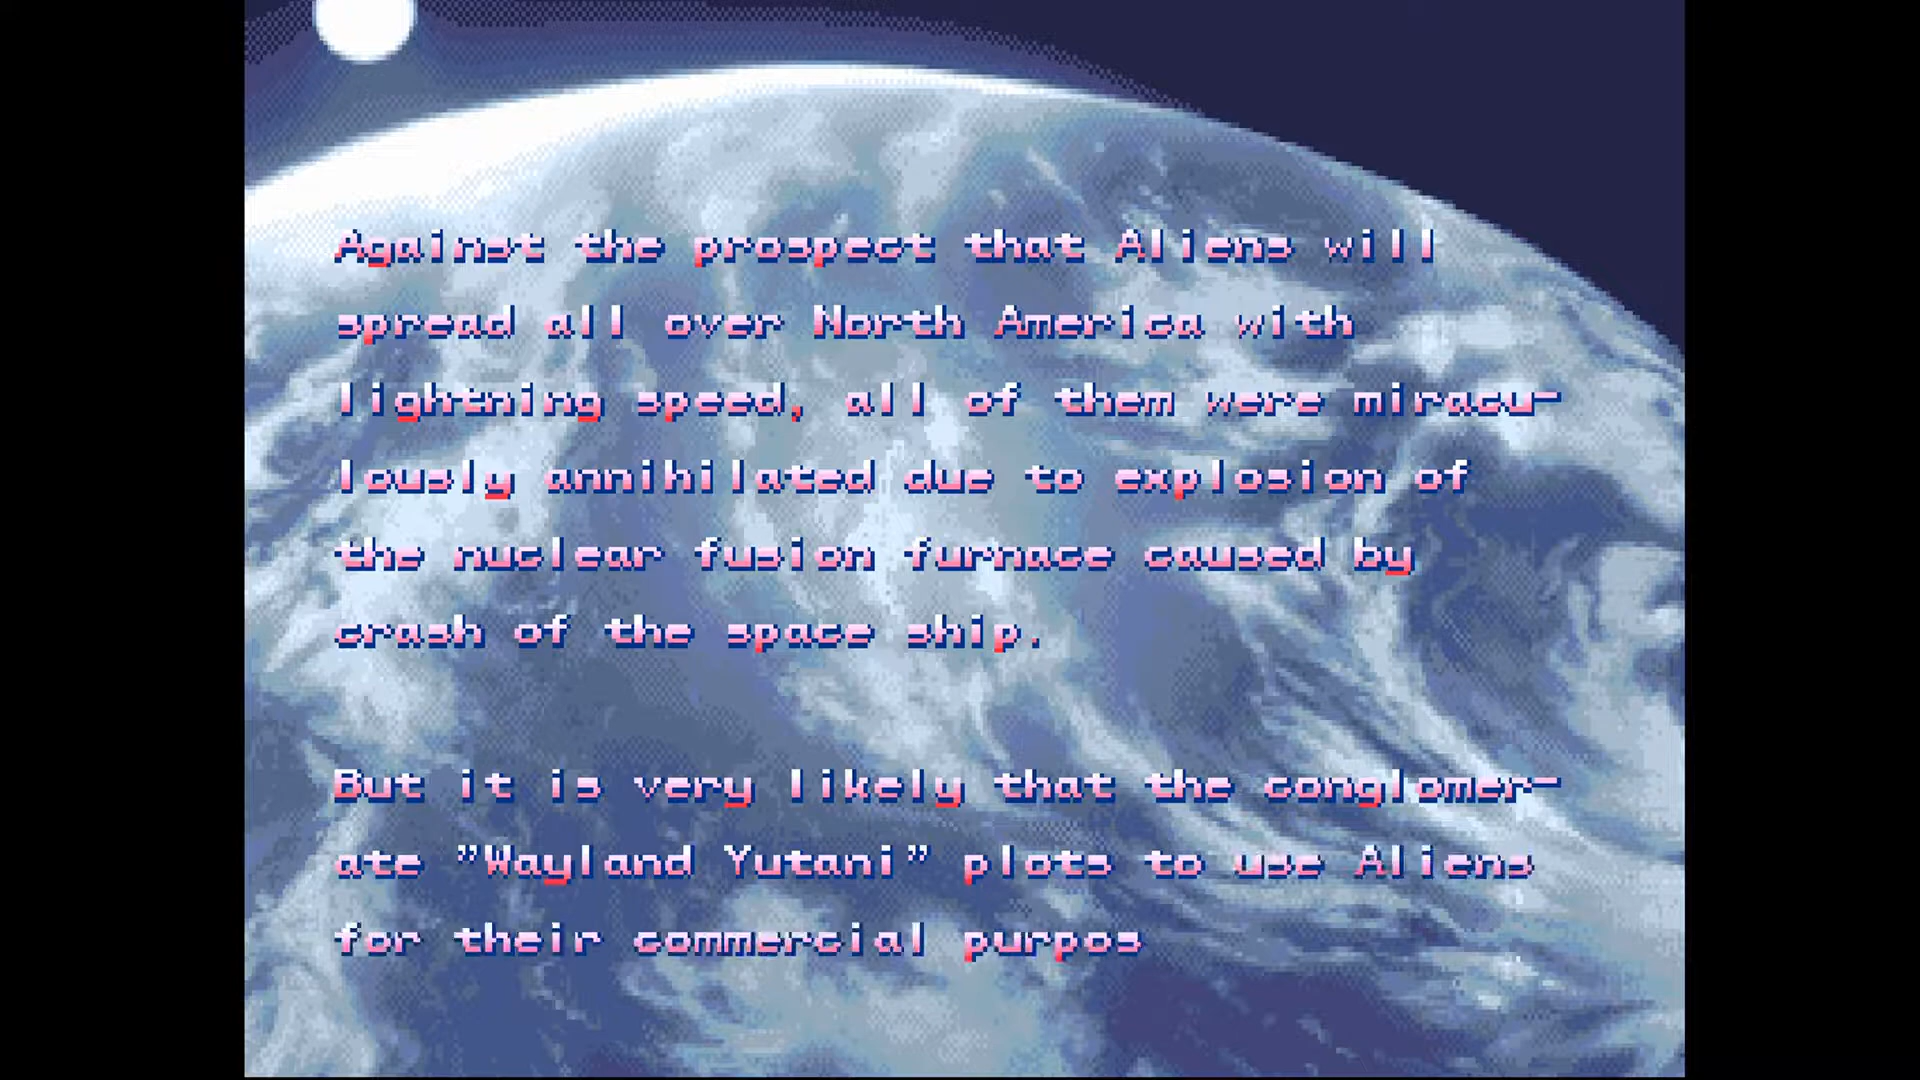 Against the prospect that Aliens will
spread all over North America with
lightning speed, all of them were miracu-
lously annihilated due to explosion of
the nuclear fusion furnace caused by
crash of the space ship.
But it is very likely that the conglomer-
ate "Wayland Yutani" plots to use Aliens
for their commercial purpos